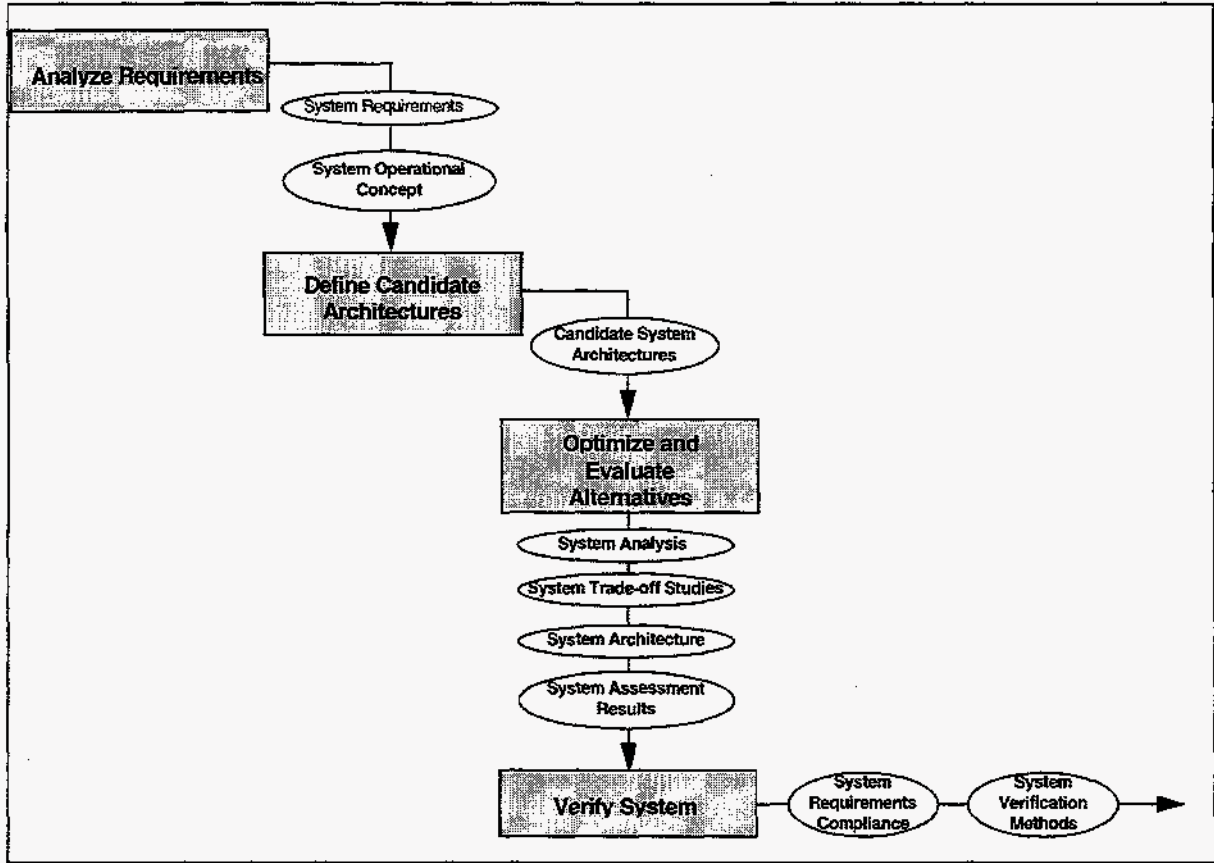 Analyze Requirements
System Requirements
System Operational
Concept
Define Candidate
Architectures
Candidate System
Architectures
Optimize and
Evaluate
Alternatives
System Analysis
System Trade-off Studies
System Architecture
System Assessment
Results
Verify System
System
Requirements
Compliance
System
Verification
Methods